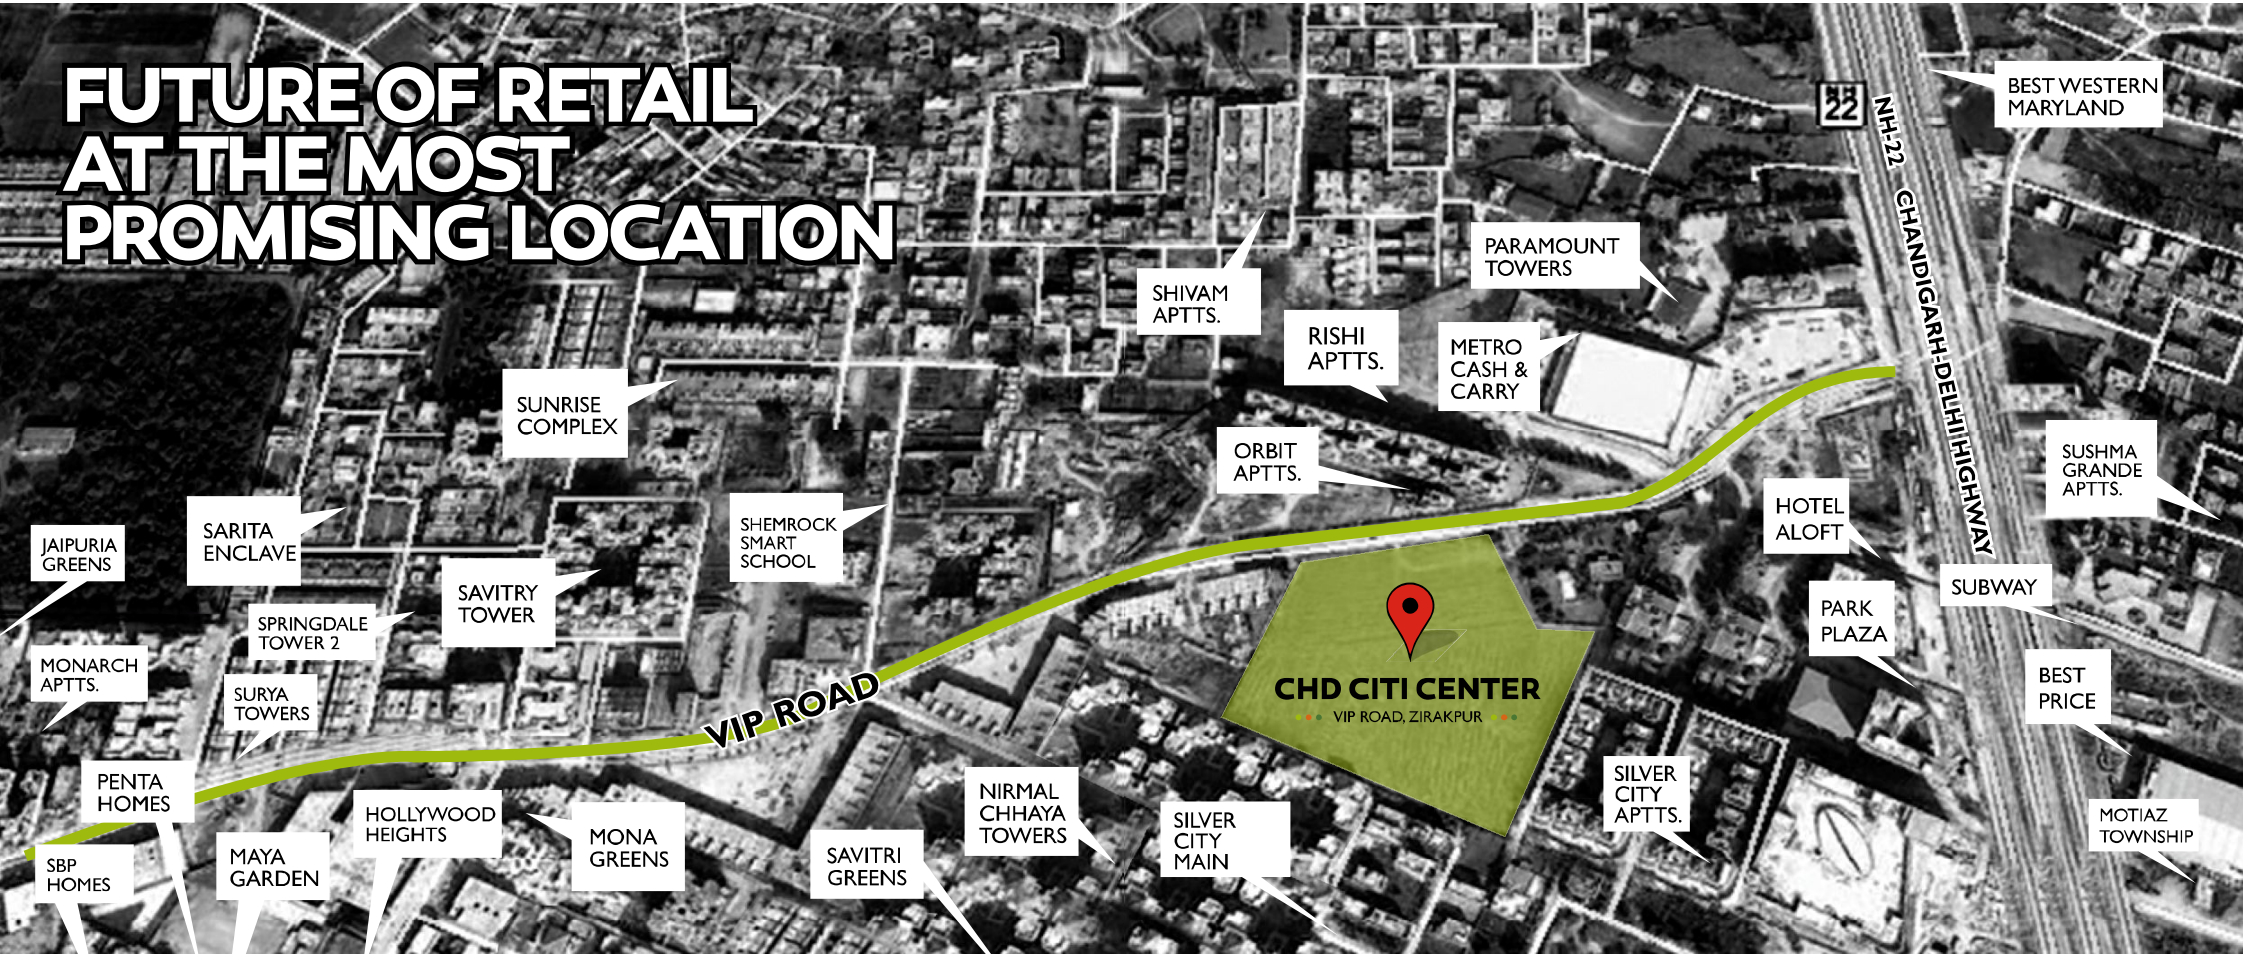 FUTURE OF RETAIL
AT THE MOST
PROMISING LOCATION
NH
22
NH-22 CHANDIGARH-DELHI HIGHWAY
BEST WESTERN
MARYLAND
PARAMOUNT
TOWERS
SHIVAM
APTTS.
RISHI
APTTS.
METRO
CASH &
CARRY
SUNRISE
COMPLEX
ORBIT
APTTS.
SUSHMA
GRANDE
APTTS.
HOTEL
ALOFT
SARITA
ENCLAVE
SHEMROCK
SMART
SCHOOL
JAIPURIA
GREENS
SAVITRY
TOWER
SUBWAY
PARK
PLAZA
SPRINGDALE
TOWER 2
MONARCH
APTTS.
SURYA
TOWERS
VIP ROAD
CHD CITI CENTER
VIP ROAD, ZIRAKPUR
BEST
PRICE
PENTA
HOMES
HOLLYWOOD
HEIGHTS
MONA
GREENS
NIRMAL
CHHAYA
TOWERS
SILVER
CITY
MAIN
SILVER
CITY
APTTS.
MOTIAZ
TOWNSHIP
SBP
HOMES
MAYA
GARDEN
SAVITRI
GREENS